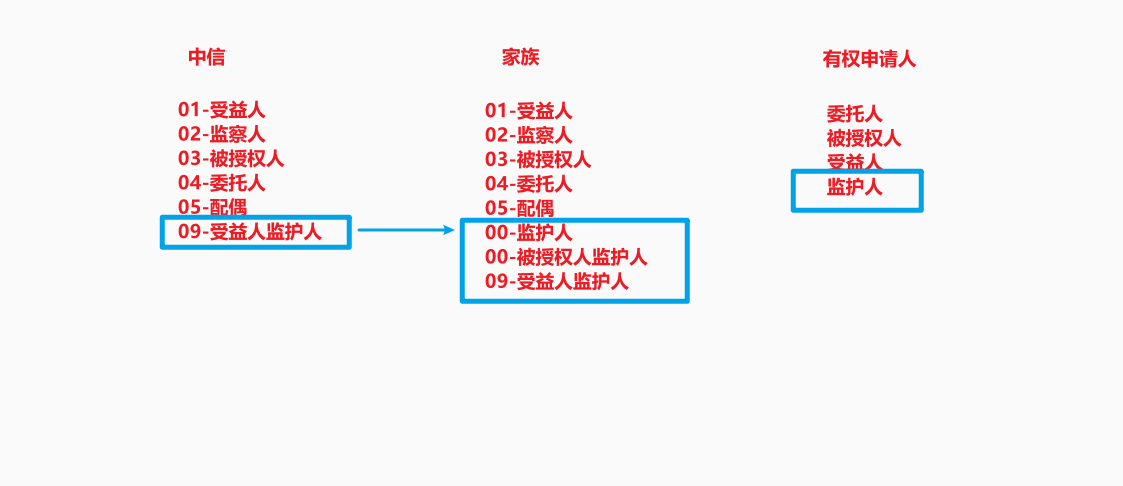 中信
01-受益人
02-监察人
03-被授权人
04-委托人
05-配偶
09-受益人监护人
家族
01-受益人
02-监察人
03-被授权人
04-委托人
05-配偶
00-监护人
00-被授权人监护人
09-受益人监护人
有权申请人
委托人
被授权人
受益人
监护人